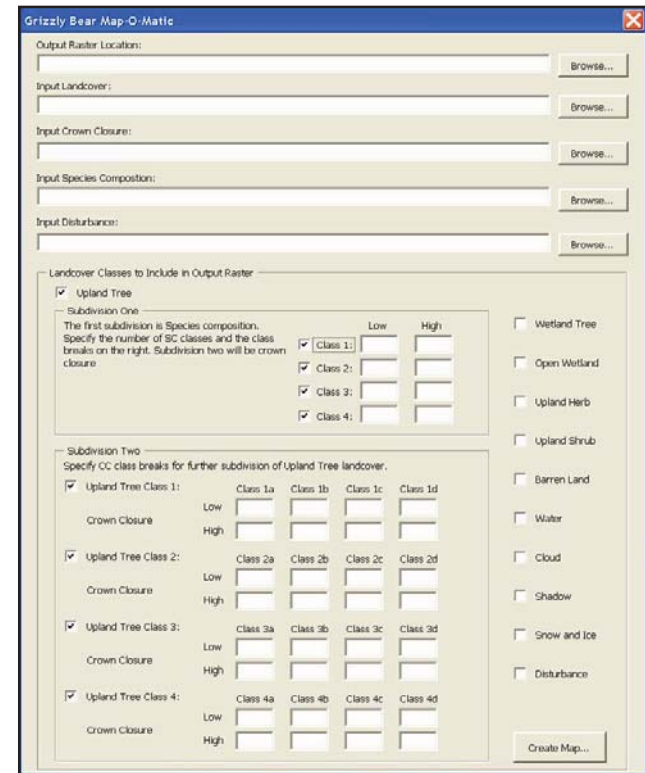 Grizzly Bear Map-O-Matic
Output Raster Location:
Browse...
Input Landcover:
Browse...
Input Crown Closure:
Browse...
Input Species Compostion:
Browse...
Input Disturbance:
Browse...
Landcover Classes to Include in Output Raster
Upland Tree
Subdivision One
The first subdivision is Species composition.
Specify the number of SC classes and the class
breaks on the right. Subdivision two will be crown
closure
Low High
Class 1:
Class 2:
Class 3:
Class 4:
Subdivision Two
Specify CC class breaks for further subdivision of Upland Tree landcover.
Upland Tree Class 1:
Class 1a Class 1b Class 1c Class 1d
Crown Closure
Low
High
Upland Tree Class 2:
Class 2a Class 2b Class 2c Class 2d
Crown Closure
Low
High
Upland Tree Class 3:
Class 3a Class 3b Class 3c Class 3d
Crown Closure
Low
High
Upland Tree Class 4:
Class 4a Class 4b Class 4c Class 4d
Crown Closure
Low
High
Wetland Tree
Open Wetland
Upland Herb
Upland Shrub
Barren Land
Water
Cloud
Shadow
Snow and Ice
Disturbance
Create Map...